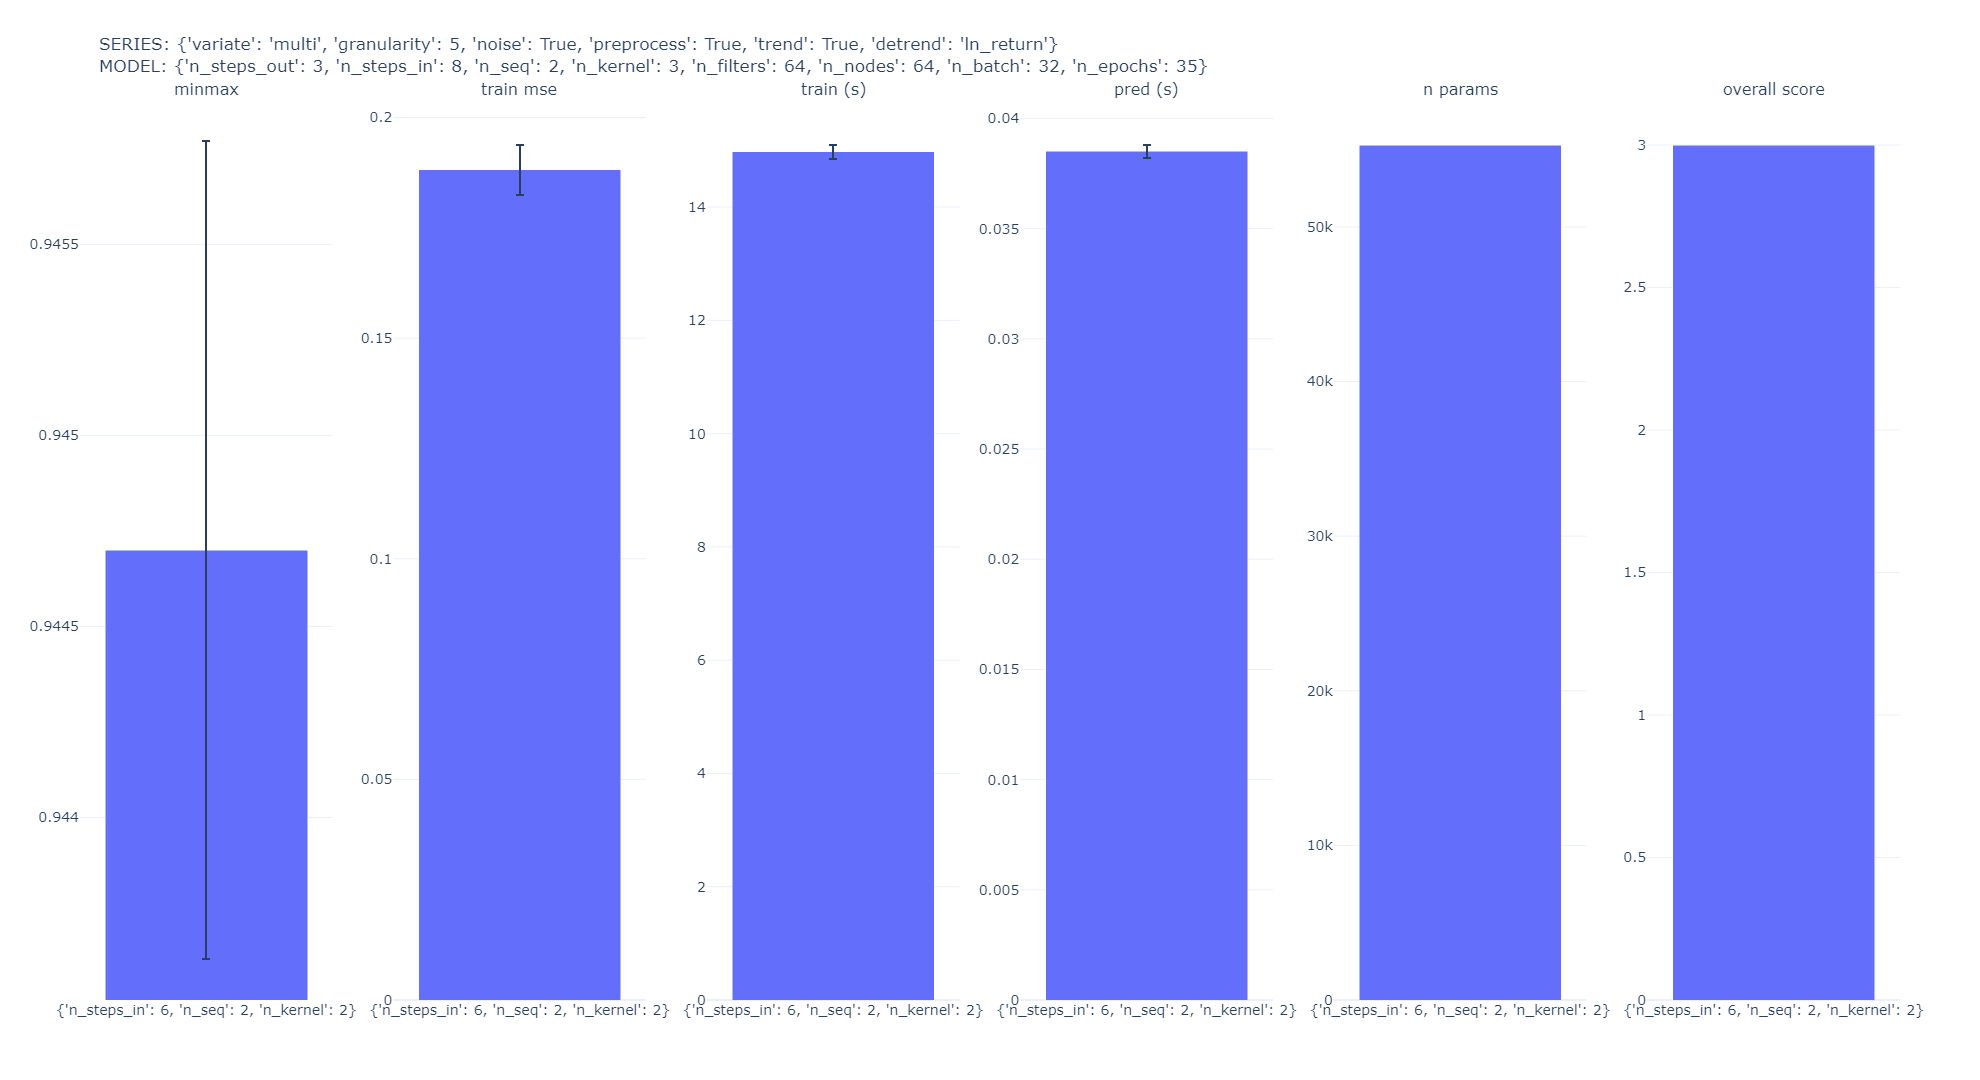 SERIES: {'variate': 'multi', 'granularity': 5, 'noise': True, 'preprocess': True, 'trend': True, 'detrend': 'ln_return'}
MODEL: {'n_steps_out': 3, 'n_steps_in': 8, 'n_seq': 2, 'n_kernel': 3, 'n_filters': 64, 'n_nodes': 64, 'n_batch': 32, 'n_epochs': 35}
minmax
0.9455
0.945
0.9445
0.944
{'n_steps_in': 6, 'n_seq': 2, 'n_kernel': 2}
train mse
0.2
0.15
0.1
0.05
0
{'n_steps_in': 6, 'n_seq': 2, 'n_kernel': 2}
train (s)
14
12
10
8
6
4
2
0
{'n_steps_in': 6, 'n_seq': 2, 'n_kernel': 2}
pred (s)
0.04
0.035
0.03
0.025
0.02
0.015
0.01
0.005
0
{'n_steps_in': 6, 'n_seq': 2, 'n_kernel': 2}
n params
50k
40k
30k
20k
10k
0
{'n_steps_in': 6, 'n_seq': 2, 'n_kernel': 2}
overall score
3
2.5
2
1.5
1
0.5
0
{'n_steps_in': 6, 'n_seq': 2, 'n_kernel': 2}